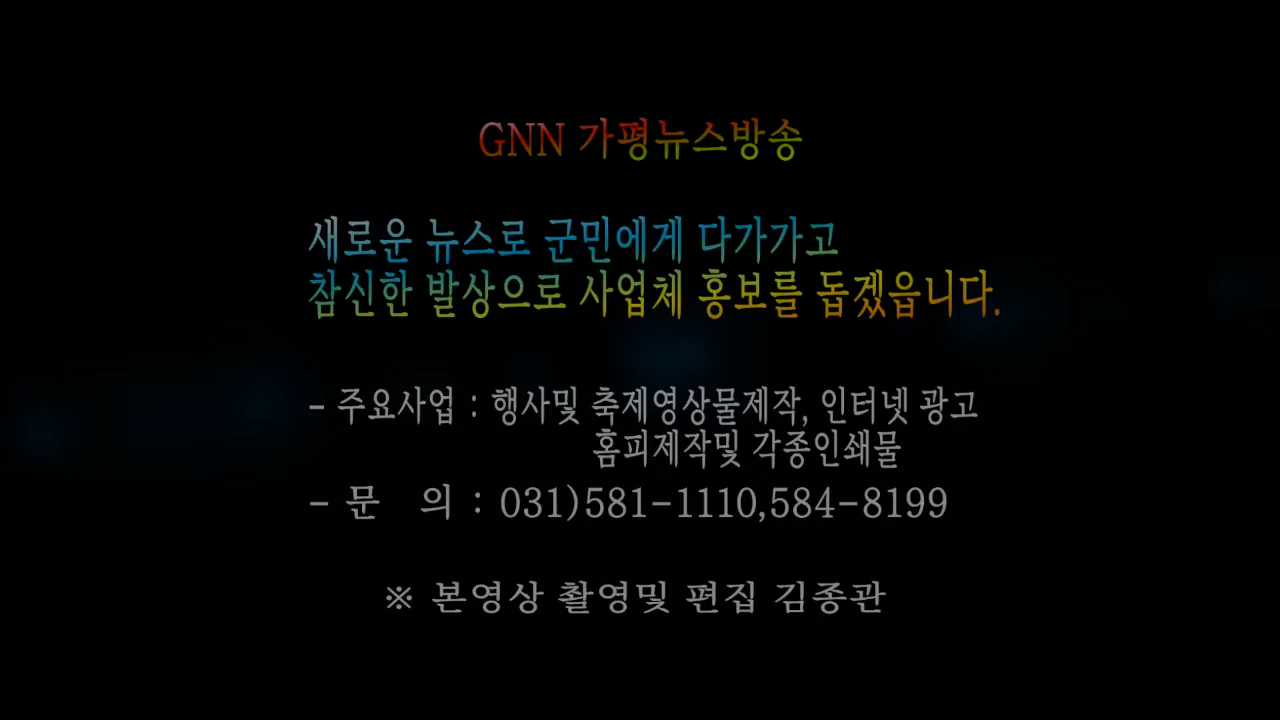 GNN 가평뉴스방송
새로운 뉴스로 군민에게 다가가고
참신한 발상으로 사업체 홍보를 돕겠읍니다.
- 주요사업 : 행사및 축제영상물제작, 인터넷 광고
홈피제작및 각종인쇄물
- 문 의 : 031)581-1110,584-8199
※ 본영상 촬영및 편집 김종관